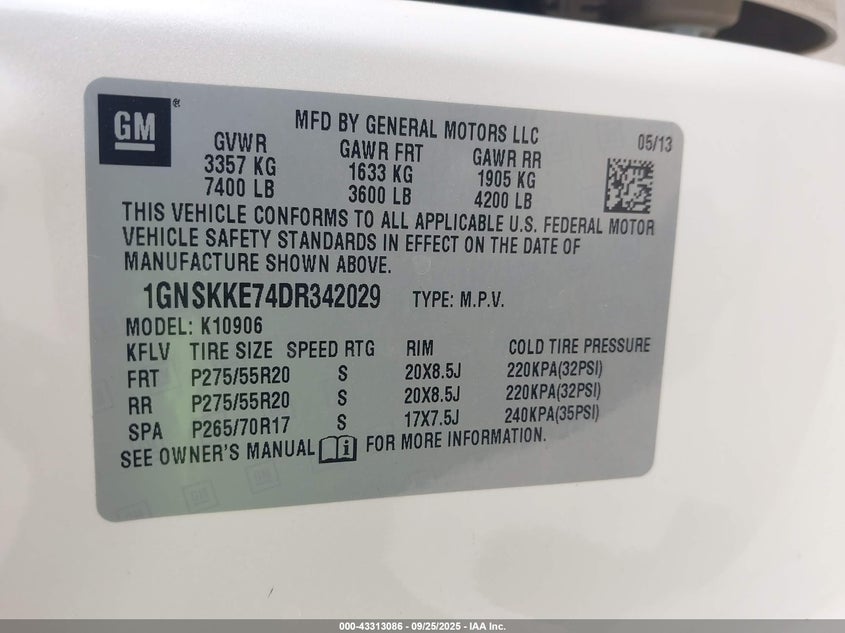 GM®
MFD BY GENERAL MOTORS LLC 05/13
GVWR GAWR FRT GAWR RR
3357 KG 1633 KG 1905 KG
7400 LB 3600 LB 4200 LB
THIS VEHICLE CONFORMS TO ALL APPLICABLE U.S. FEDERAL MOTOR
VEHICLE SAFETY STANDARDS IN EFFECT ON THE DATE OF
MANUFACTURE SHOWN ABOVE.
1GNSKKE74DR342029 TYPE: M.P.V.
MODEL: K10906
KFLV TIRE SIZE SPEED RTG RIM COLD TIRE PRESSURE
FRT P275/55R20 S 20X8.5J 220KPA(32PSI)
RR P275/55R20 S 20X8.5J 220KPA(32PSI)
SPA P265/70R17 S 17X7.5J 240KPA(35PSI)
SEE OWNER'S MANUAL i FOR MORE INFORMATION.
GM GM
000-43313086 - 09/25/2025 - IAA Inc.